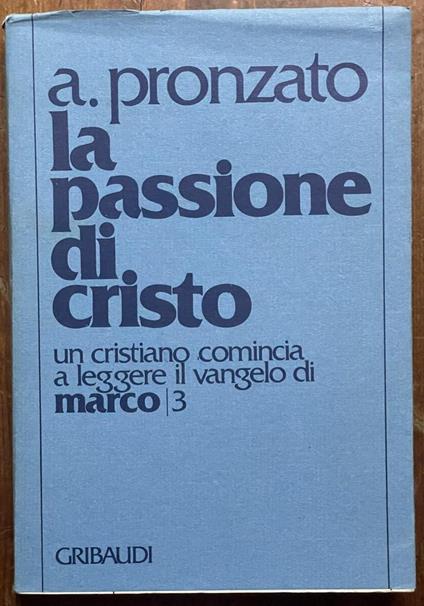 a. pronzato
la
passione
di
cristo
un cristiano comincia
a leggere il vangelo di
marco|3
GRIBAUDI